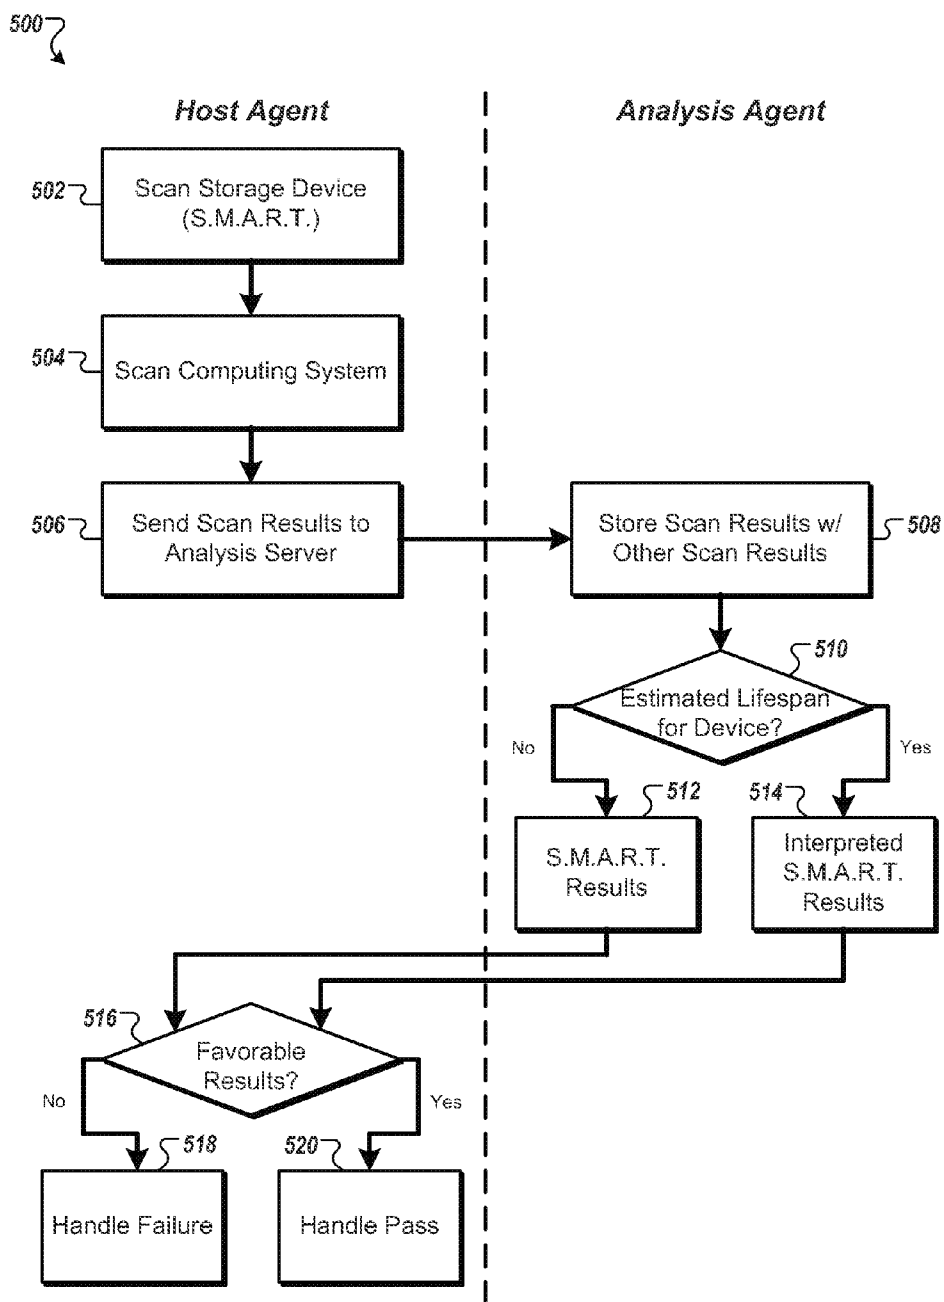 500
Host Agent
Analysis Agent
502
Scan Storage Device
(S.M.A.R.T.)
504
Scan Computing System
506
Send Scan Results to
Analysis Server
Store Scan Results w/
Other Scan Results
508
510
Estimated Lifespan
for Device?
No
Yes
512
514
S.M.A.R.T.
Results
Interpreted
S.M.A.R.T.
Results
516
Favorable
Results?
No
Yes
518
520
Handle Failure
Handle Pass